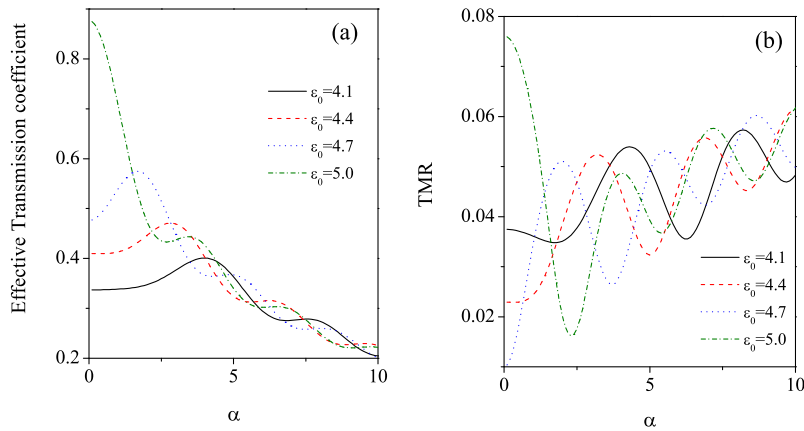 (a)
Effective Transmission coefficient
0.8
0.6
0.4
0.2
ε₀=4.1
ε₀=4.4
ε₀=4.7
ε₀=5.0
0
5
10
α
(b)
TMR
0.08
0.06
0.04
0.02
ε₀=4.1
ε₀=4.4
ε₀=4.7
ε₀=5.0
0
5
10
α